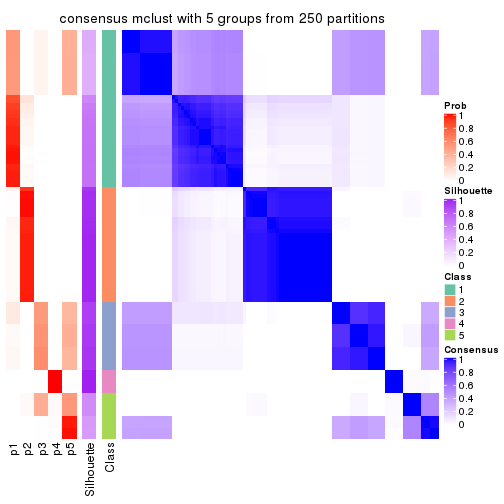 consensus mclust with 5 groups from 250 partitions
Prob
1
0.8
0.6
0.4
0.2
0
Silhouette
1
0.8
0.6
0.4
0.2
0
Class
1
2
3
4
5
Consensus
1
0.8
0.6
0.4
0.2
0
p1
p2
p3
p4
p5
Silhouette
Class